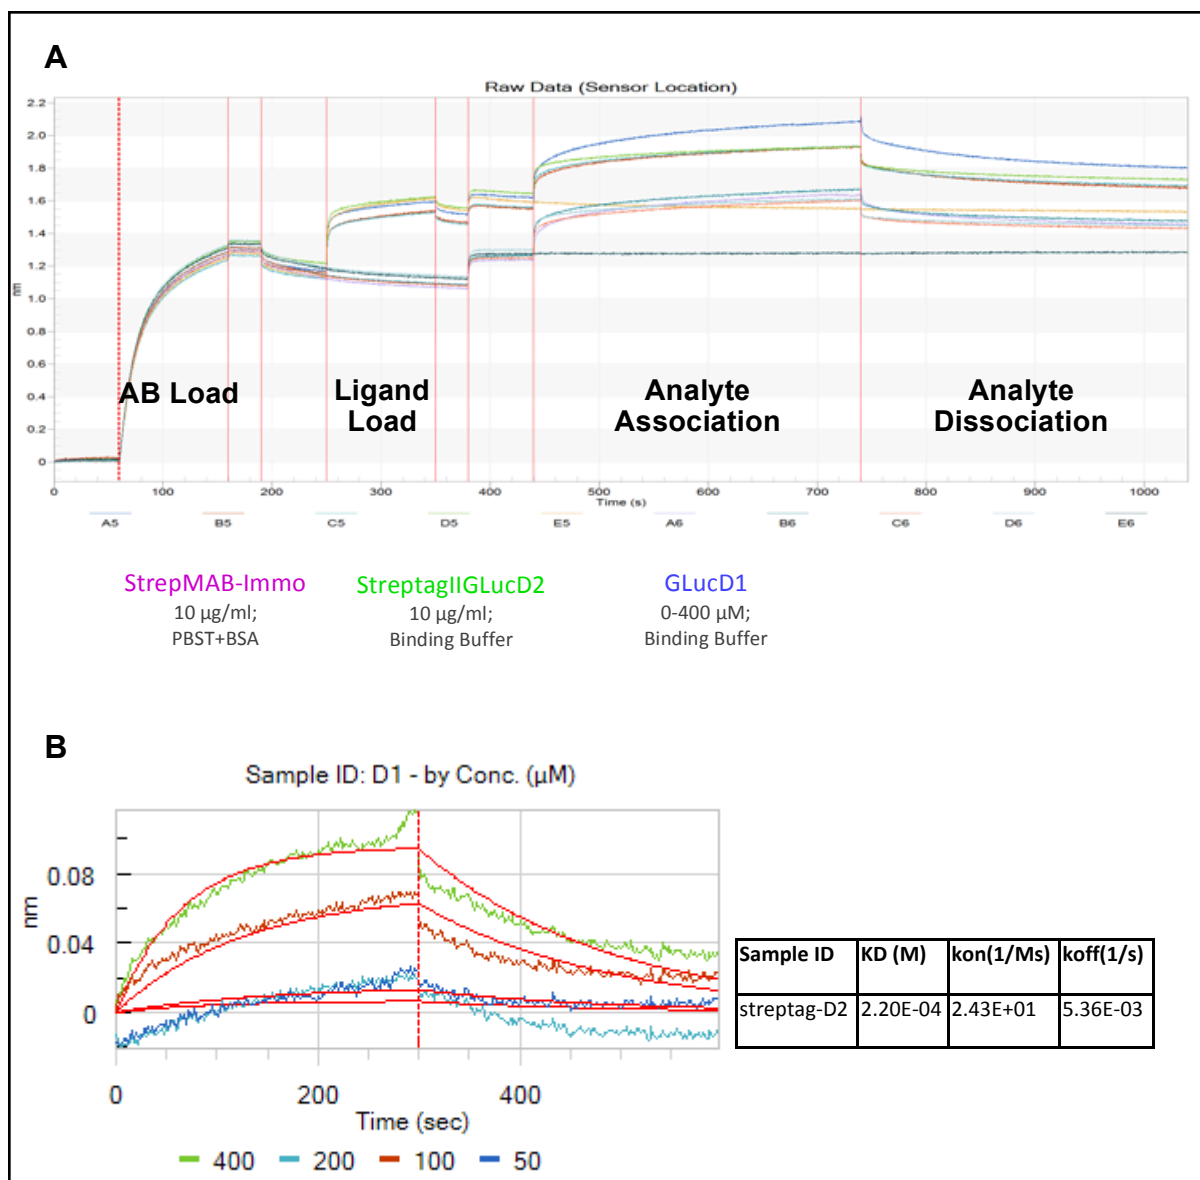 A
Raw Data (Sensor Location)
2.2
2.0
1.8
1.6
1.4
1.2
1.0
0.8
0.6
0.4
0.2
0
nm
AB Load
Ligand
Load
Analyte
Association
Analyte
Dissociation
0 100 200 300 400 500 600 700 800 900 1000
Time (s)
A5 B5 C5 D5 E5 A6 B6 C6 D6 E6
StrepMAB-Immo
10 µg/ml;
PBST+BSA
StreptagIIGLucD2
10 µg/ml;
Binding Buffer
GLucD1
0-400 µM;
Binding Buffer
B
Sample ID: D1 - by Conc. (µM)
0.08
0.04
0
nm
0 200 400
Time (sec)
400 200 100 50
Sample ID KD (M) kon(1/Ms) koff(1/s)
streptag-D2 2.20E-04 2.43E+01 5.36E-03